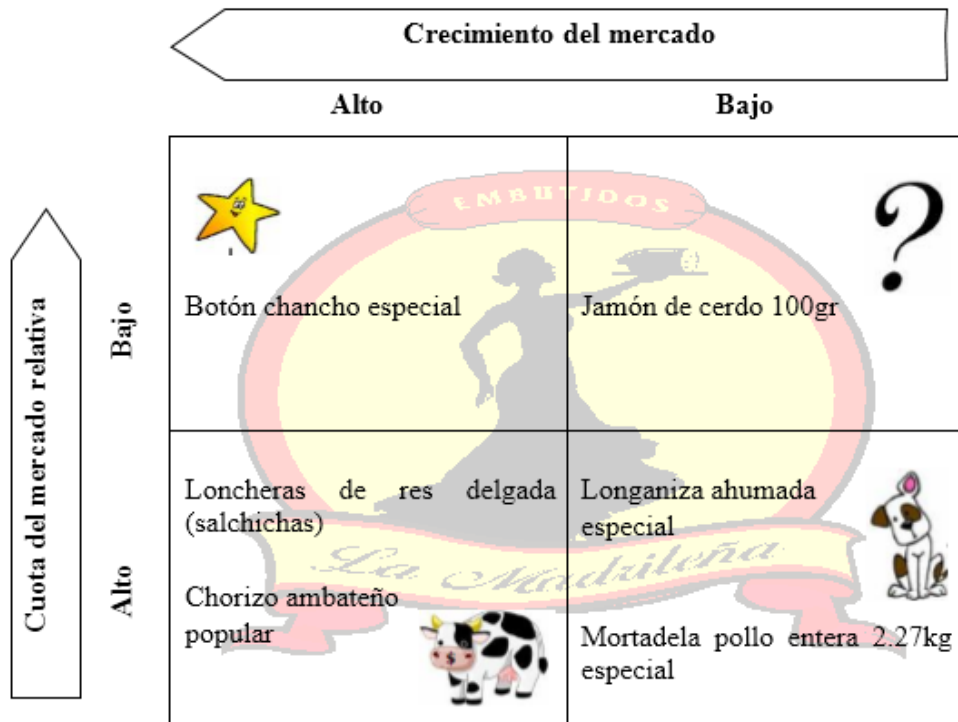 Crecimiento del mercado
Alto
Bajo
EMBUTIDOS
?
Botón chancho especial
Jamón de cerdo 100gr
Bajo
Cuota del mercado relativa
Loncheras de res delgada
(salchichas)
Longaniza ahumada
especial
La Madrileña
Alto
Chorizo ambateño
popular
$
Mortadela pollo entera 2.27kg
especial